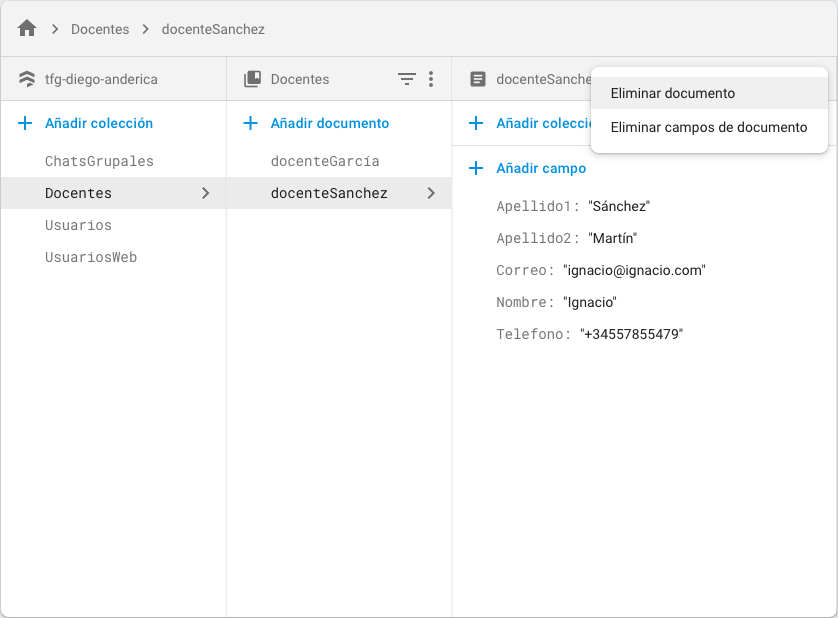 Docentes
docenteSanchez
tfg-diego-anderica
Añadir colección
ChatsGrupales
Docentes
Usuarios
UsuariosWeb
Docentes
Añadir documento
docenteGarcía
docenteSanchez
docenteSanche
Eliminar documento
Eliminar campos de documento
Añadir colecci
Añadir campo
Apellido1: "Sánchez"
Apellido2: "Martín"
Correo: "ignacio@ignacio.com"
Nombre: "Ignacio"
Telefono: "+34557855479"